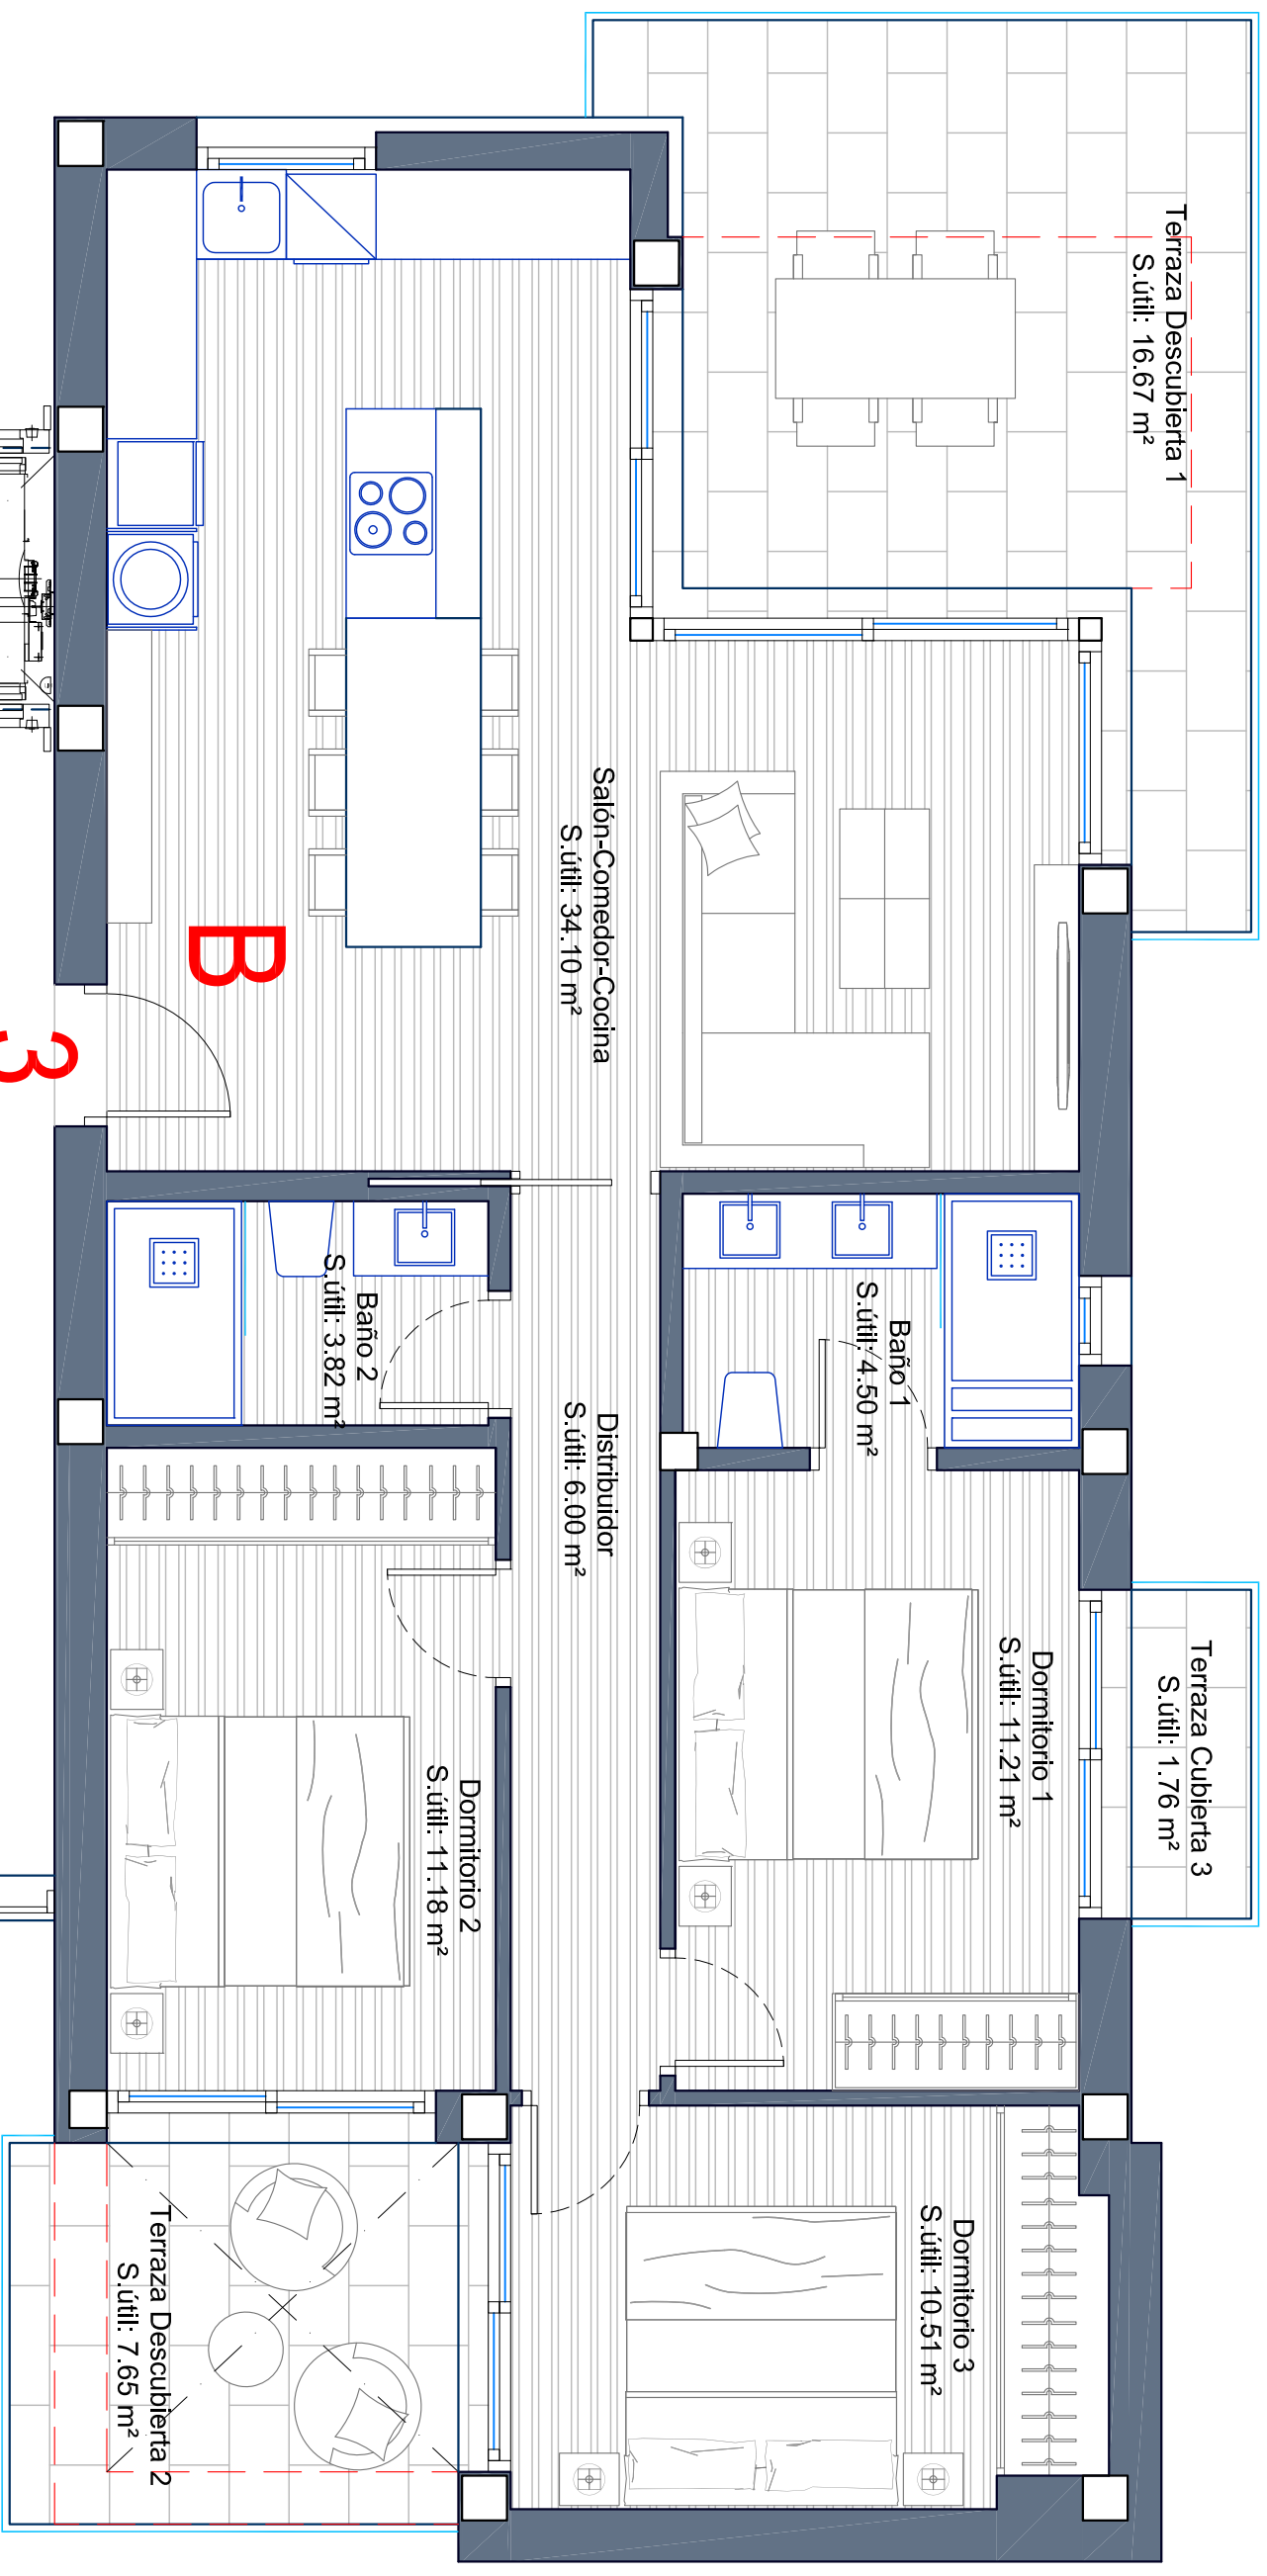 Terraza Descubierta 1
S.útil: 16.67 m²
Salón-Comedor-Cocina
S.útil: 34.10 m²
B
3
Baño 1
S.útil: 4.50 m²
Baño 2
S.útil: 3.82 m²
Distribuidor
S.útil: 6.00 m²
Terraza Cubierta 3
S.útil: 1.76 m²
Dormitorio 1
S.útil: 11.21 m²
Dormitorio 2
S.útil: 11.18 m²
Dormitorio 3
S.útil: 10.51 m²
Terraza Descubierta 2
S.útil: 7.65 m²